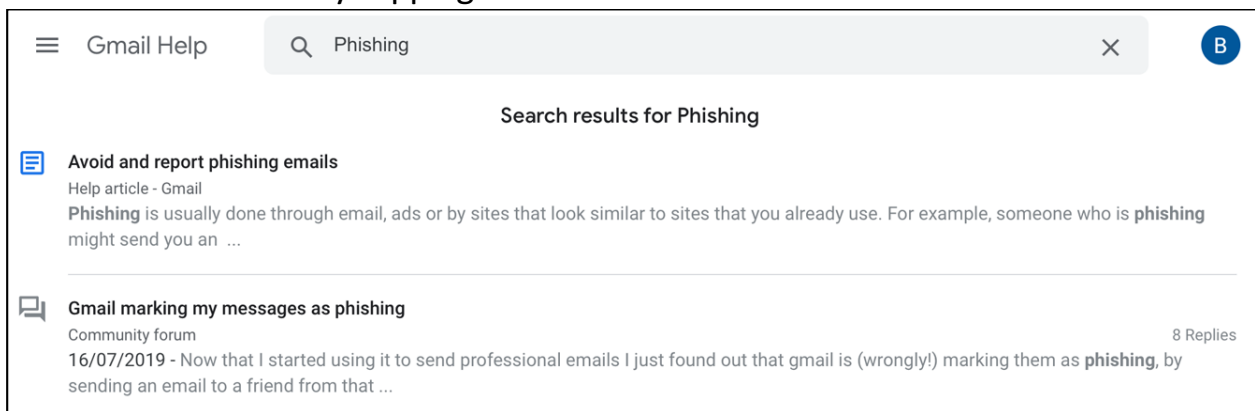 Gmail Help Phishing B
Search results for Phishing
Avoid and report phishing emails
Help article - Gmail
Phishing is usually done through email, ads or by sites that look similar to sites that you already use. For example, someone who is phishing
might send you an ...
Gmail marking my messages as phishing
Community forum 8 Replies
16/07/2019 - Now that I started using it to send professional emails I just found out that gmail is (wrongly!) marking them as phishing, by
sending an email to a friend from that ...